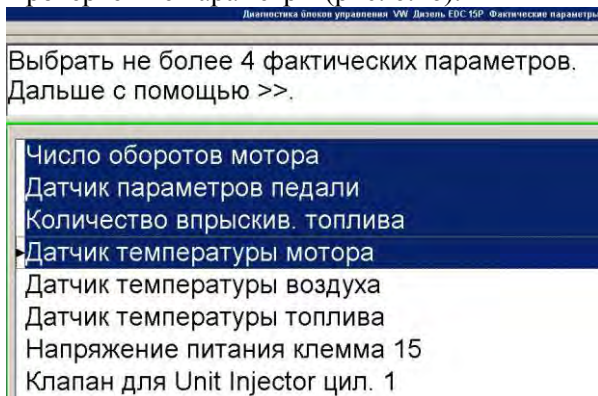 Диагностика блоков управления VW Дизель EDC 15P Фактические параметры
Выбрать не более 4 фактических параметров.
Дальше с помощью >>.
Число оборотов мотора
Датчик параметров педали
Количество впрыскив. топлива
Датчик температуры мотора
Датчик температуры воздуха
Датчик температуры топлива
Напряжение питания клемма 15
Клапан для Unit Injector цил. 1